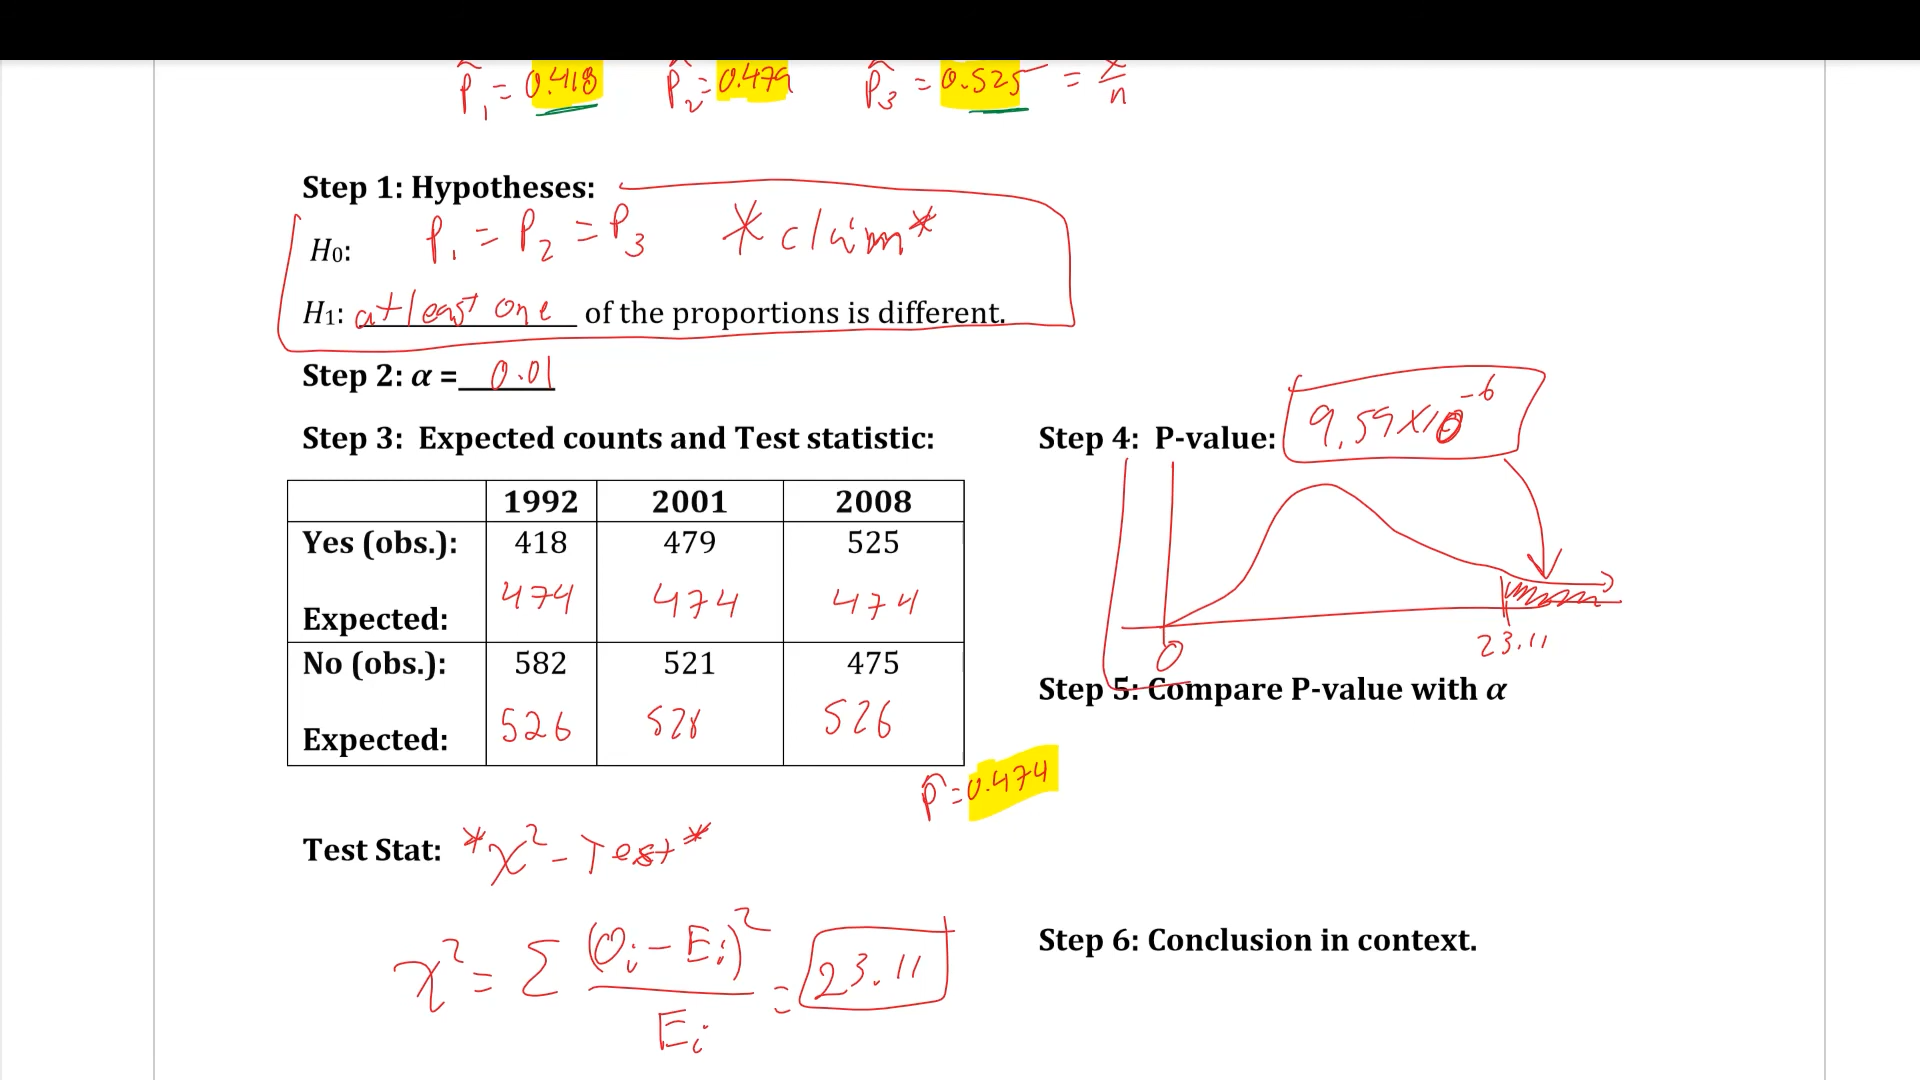 p̂₁ = 0.418 p̂₂ = 0.479 p̂₃ = 0.525 = x/n
Step 1: Hypotheses:
H₀: P₁ = P₂ = P₃ *claim*
H₁: at least one of the proportions is different.
Step 2: α = 0.01
Step 3: Expected counts and Test statistic:
Step 4: P-value: 9.59×10⁻⁶
1992 2001 2008
Yes (obs.): 418 479 525
Expected: 474 474 474
No (obs.): 582 521 475
Expected: 526 526 526
0 23.11
Step 5: Compare P-value with α
p̂ = 0.474
Test Stat: *χ² - Test*
χ² = Σ (Oᵢ - Eᵢ)² / Eᵢ = 23.11
Step 6: Conclusion in context.